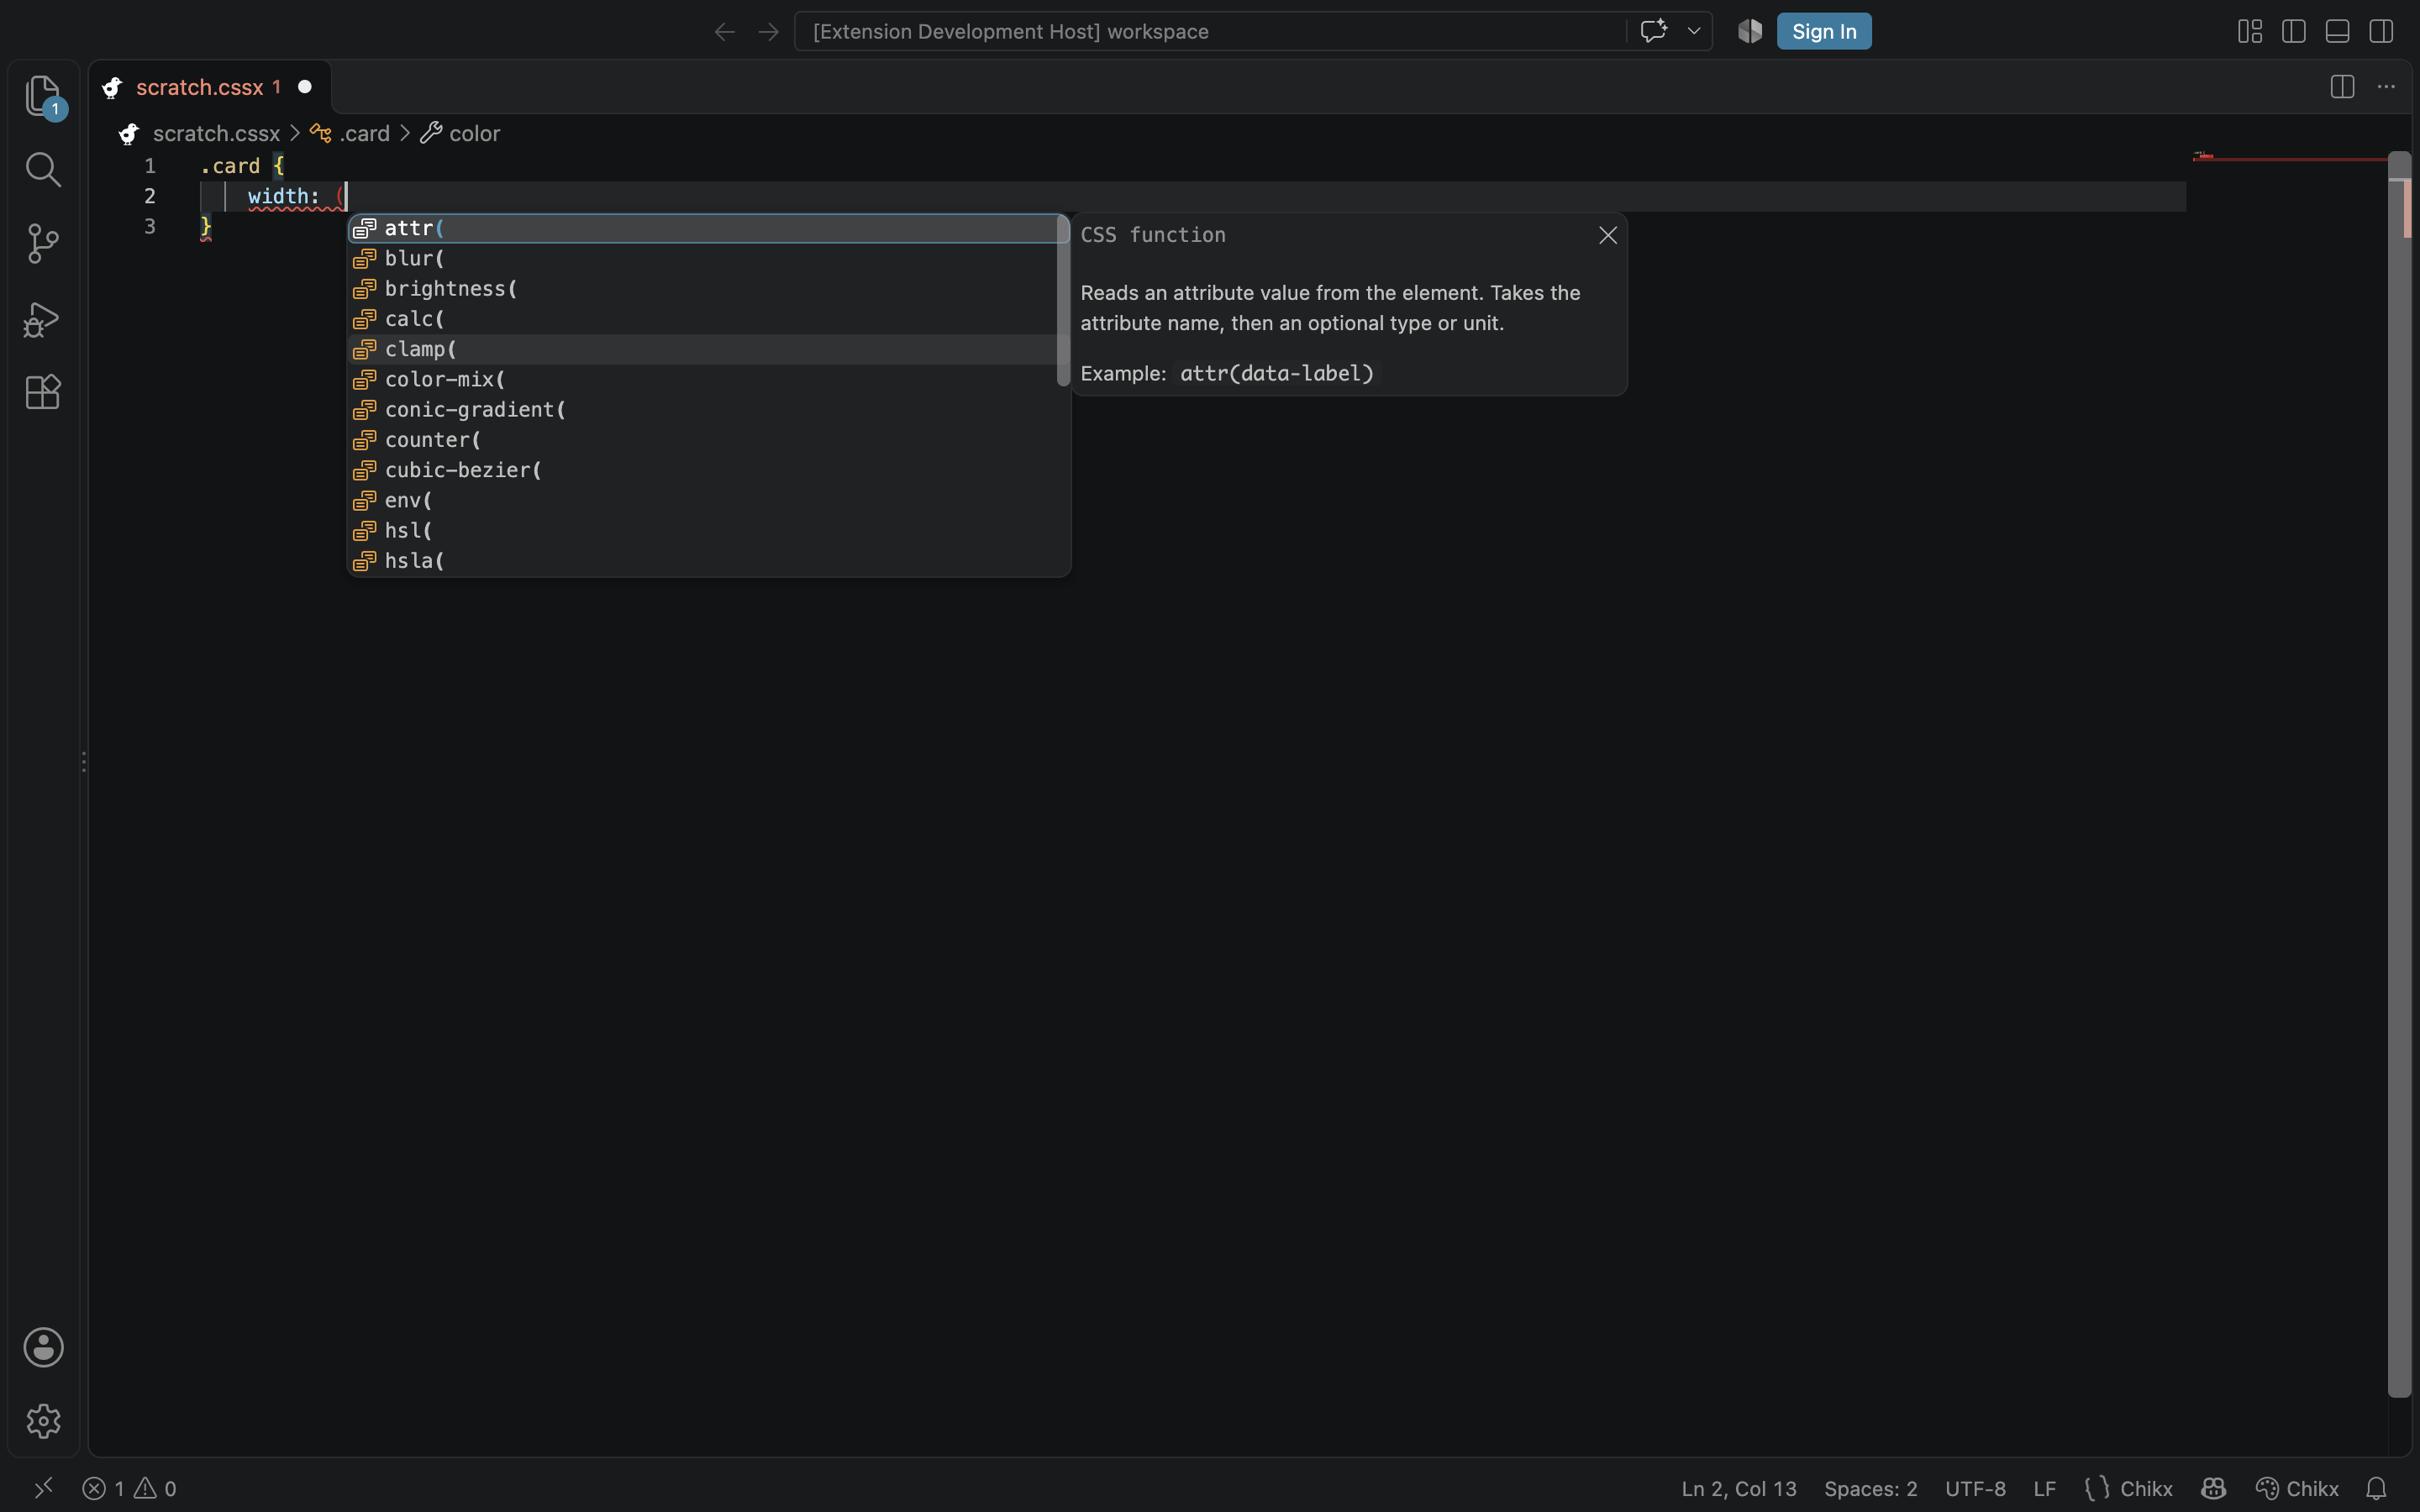 [Extension Development Host] workspace
Sign In
1
scratch.cssx 1
scratch.cssx > .card > color
1 .card {
2 width: (
3 }
attr(
blur(
brightness(
calc(
clamp(
color-mix(
conic-gradient(
counter(
cubic-bezier(
env(
hsl(
hsla(
CSS function
Reads an attribute value from the element. Takes the
attribute name, then an optional type or unit.
Example: attr(data-label)
1 0
Ln 2, Col 13 Spaces: 2 UTF-8 LF {} Chikx Chikx